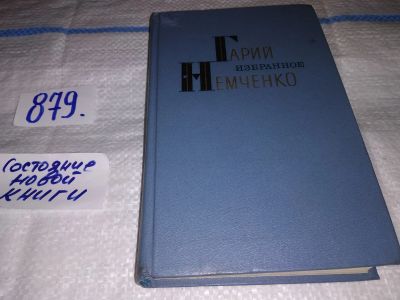 879.
Состояние
новой
книги
ГАРИЙ
ИЗБРАННОЕ
НЕМЧЕНКО